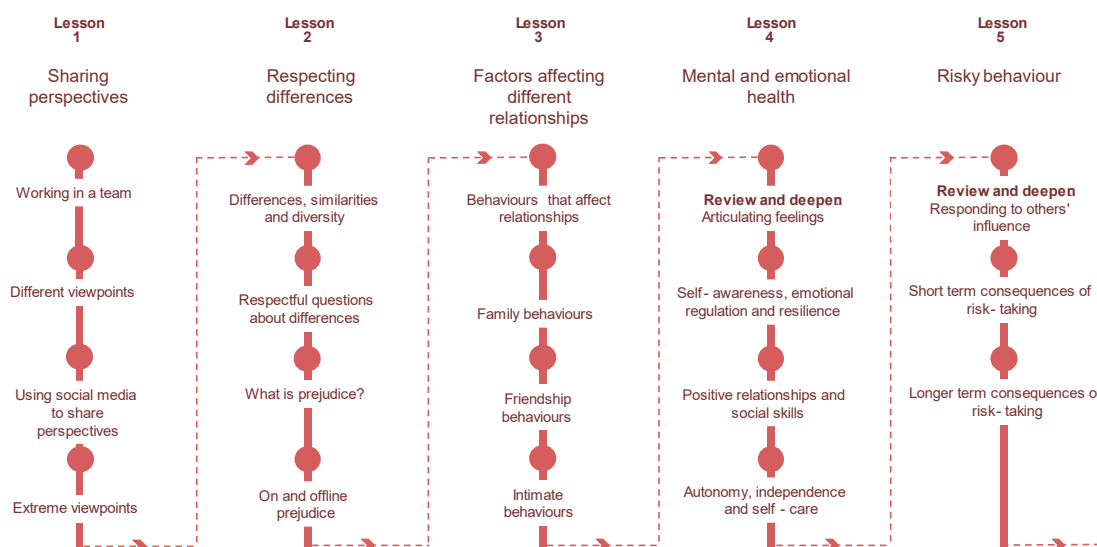 Lesson
1
Sharing
perspectives
Working in a team
Different viewpoints
Using social media
to share
perspectives
Extreme viewpoints
Lesson
2
Respecting
differences
Differences, similarities
and diversity
Respectful questions
about differences
What is prejudice?
On and offline
prejudice
Lesson
3
Factors affecting
different
relationships
Behaviours that affect
relationships
Family behaviours
Friendship
behaviours
Intimate
behaviours
Lesson
4
Mental and emotional
health
Review and deepen
Articulating feelings
Self- awareness, emotional
regulation and resilience
Positive relationships and
social skills
Autonomy, independence
and self - care
Lesson
5
Risky behaviour
Review and deepen
Responding to others'
influence
Short term consequences of
risk- taking
Longer term consequences o
risk- taking